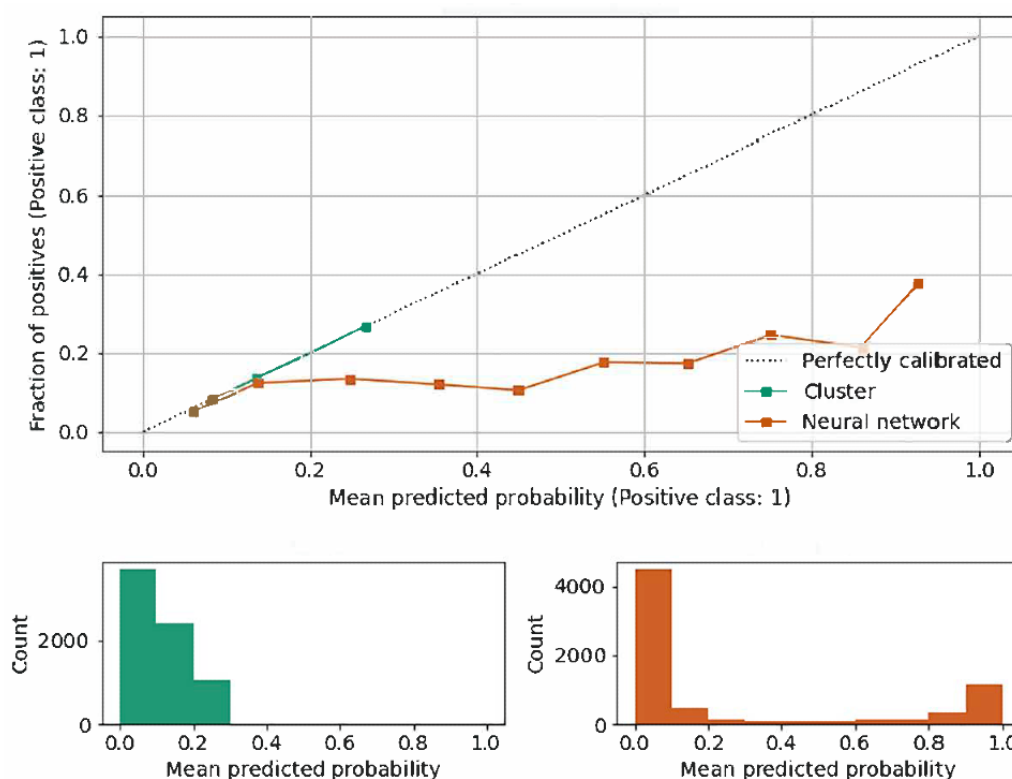 1.0
0.8
0.6
0.4
0.2
0.0
Fraction of positives (Positive class: 1)
Perfectly calibrated
Cluster
Neural network
0.0 0.2 0.4 0.6 0.8 1.0
Mean predicted probability (Positive class: 1)
2000
0
Count
0.0 0.2 0.4 0.6 0.8 1.0
Mean predicted probability
4000
2000
0
Count
0.0 0.2 0.4 0.6 0.8 1.0
Mean predicted probability